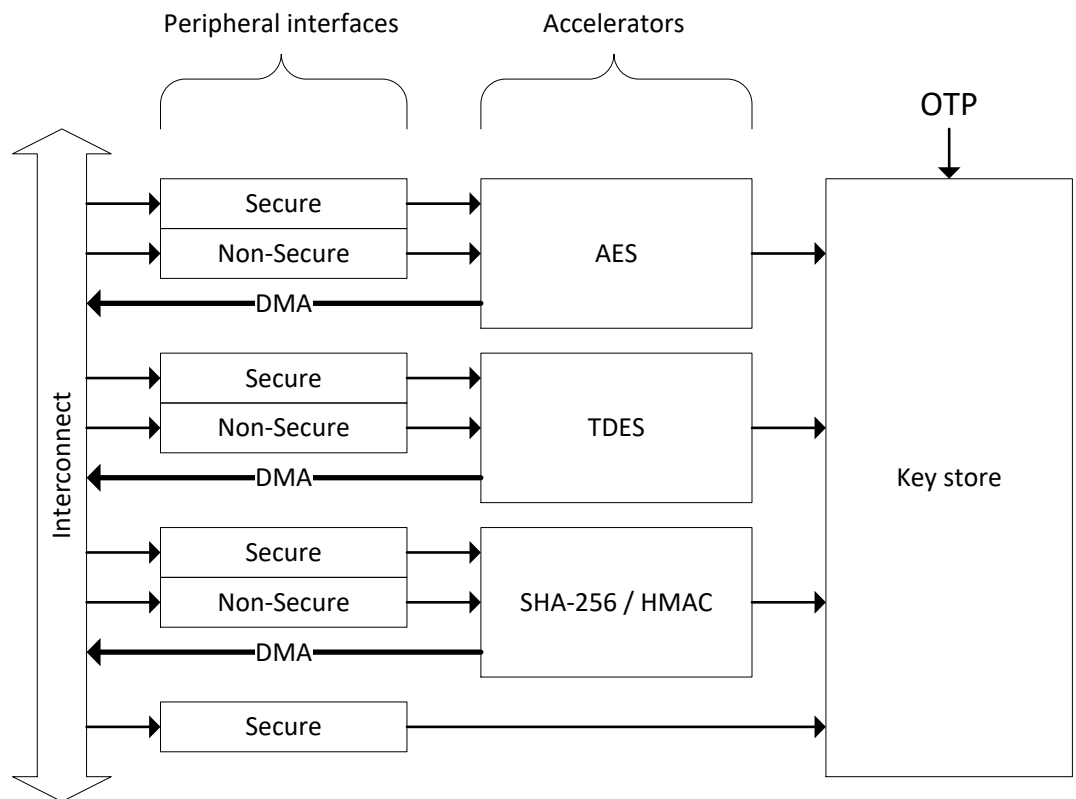 Peripheral interfaces
Accelerators
OTP
Secure
Non-Secure
AES
DMA
Secure
Non-Secure
TDES
DMA
Interconnect
Key store
Secure
Non-Secure
SHA-256 / HMAC
DMA
Secure